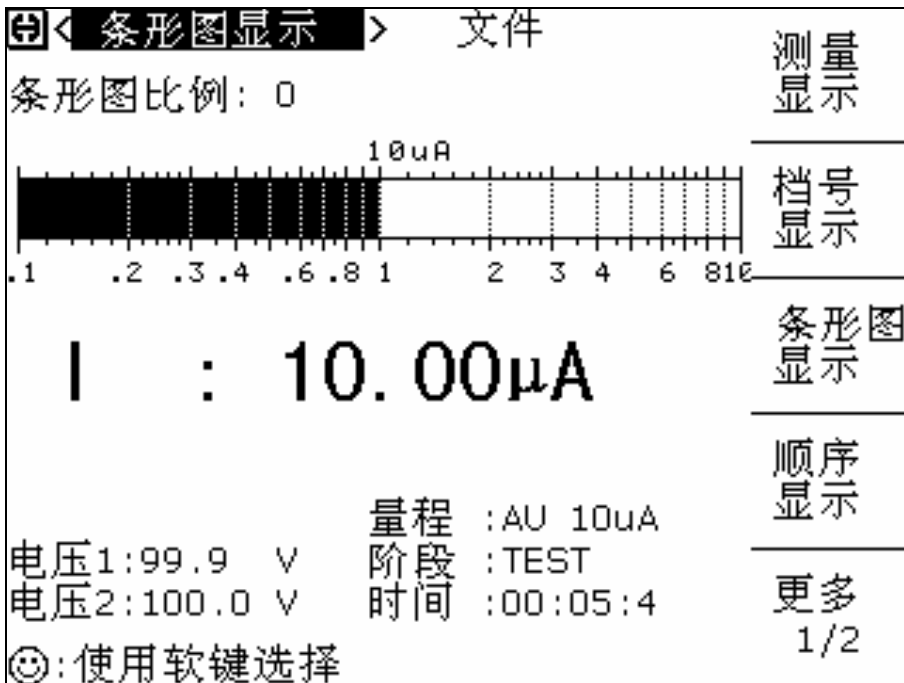 < 条形图显示 > 文件
条形图比例: 0
10uA
.1 .2 .3 .4 .6 .8 1 2 3 4 6 810
I : 10.00μA
量程 :AU 10uA
电压1:99.9 V 阶段 :TEST
电压2:100.0 V 时间 :00:05:4
☺:使用软键选择
测量
显示
档号
显示
条形图
显示
顺序
显示
更多
1/2